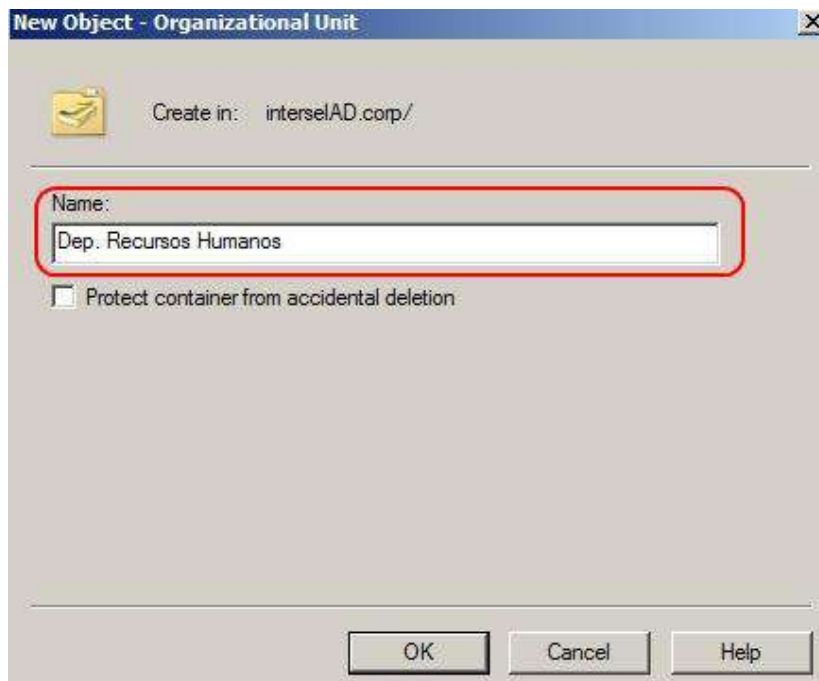 New Object - Organizational Unit
Create in: interselAD.corp/
Name:
Dep. Recursos Humanos
Protect container from accidental deletion
OK Cancel Help